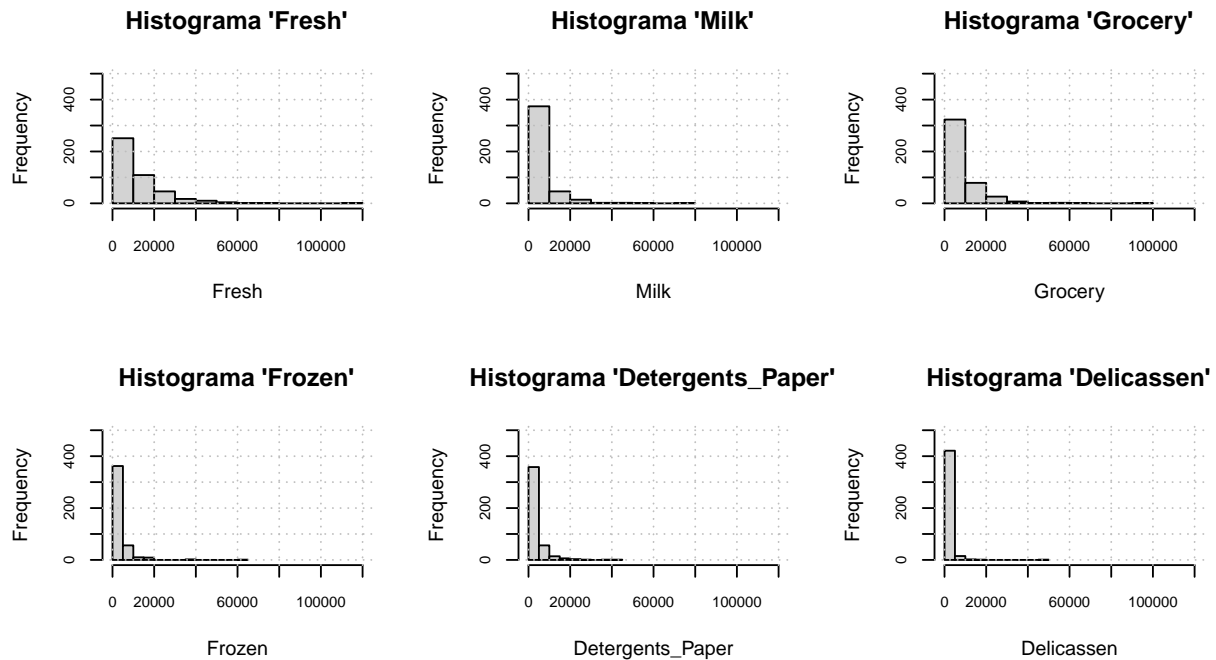 Histograma 'Fresh'
Frequency
0 200 400
0 20000 60000 100000
Fresh
Histograma 'Milk'
Frequency
0 200 400
0 20000 60000 100000
Milk
Histograma 'Grocery'
Frequency
0 200 400
0 20000 60000 100000
Grocery
Histograma 'Frozen'
Frequency
0 200 400
0 20000 60000 100000
Frozen
Histograma 'Detergents_Paper'
Frequency
0 200 400
0 20000 60000 100000
Detergents_Paper
Histograma 'Delicassen'
Frequency
0 200 400
0 20000 60000 100000
Delicassen